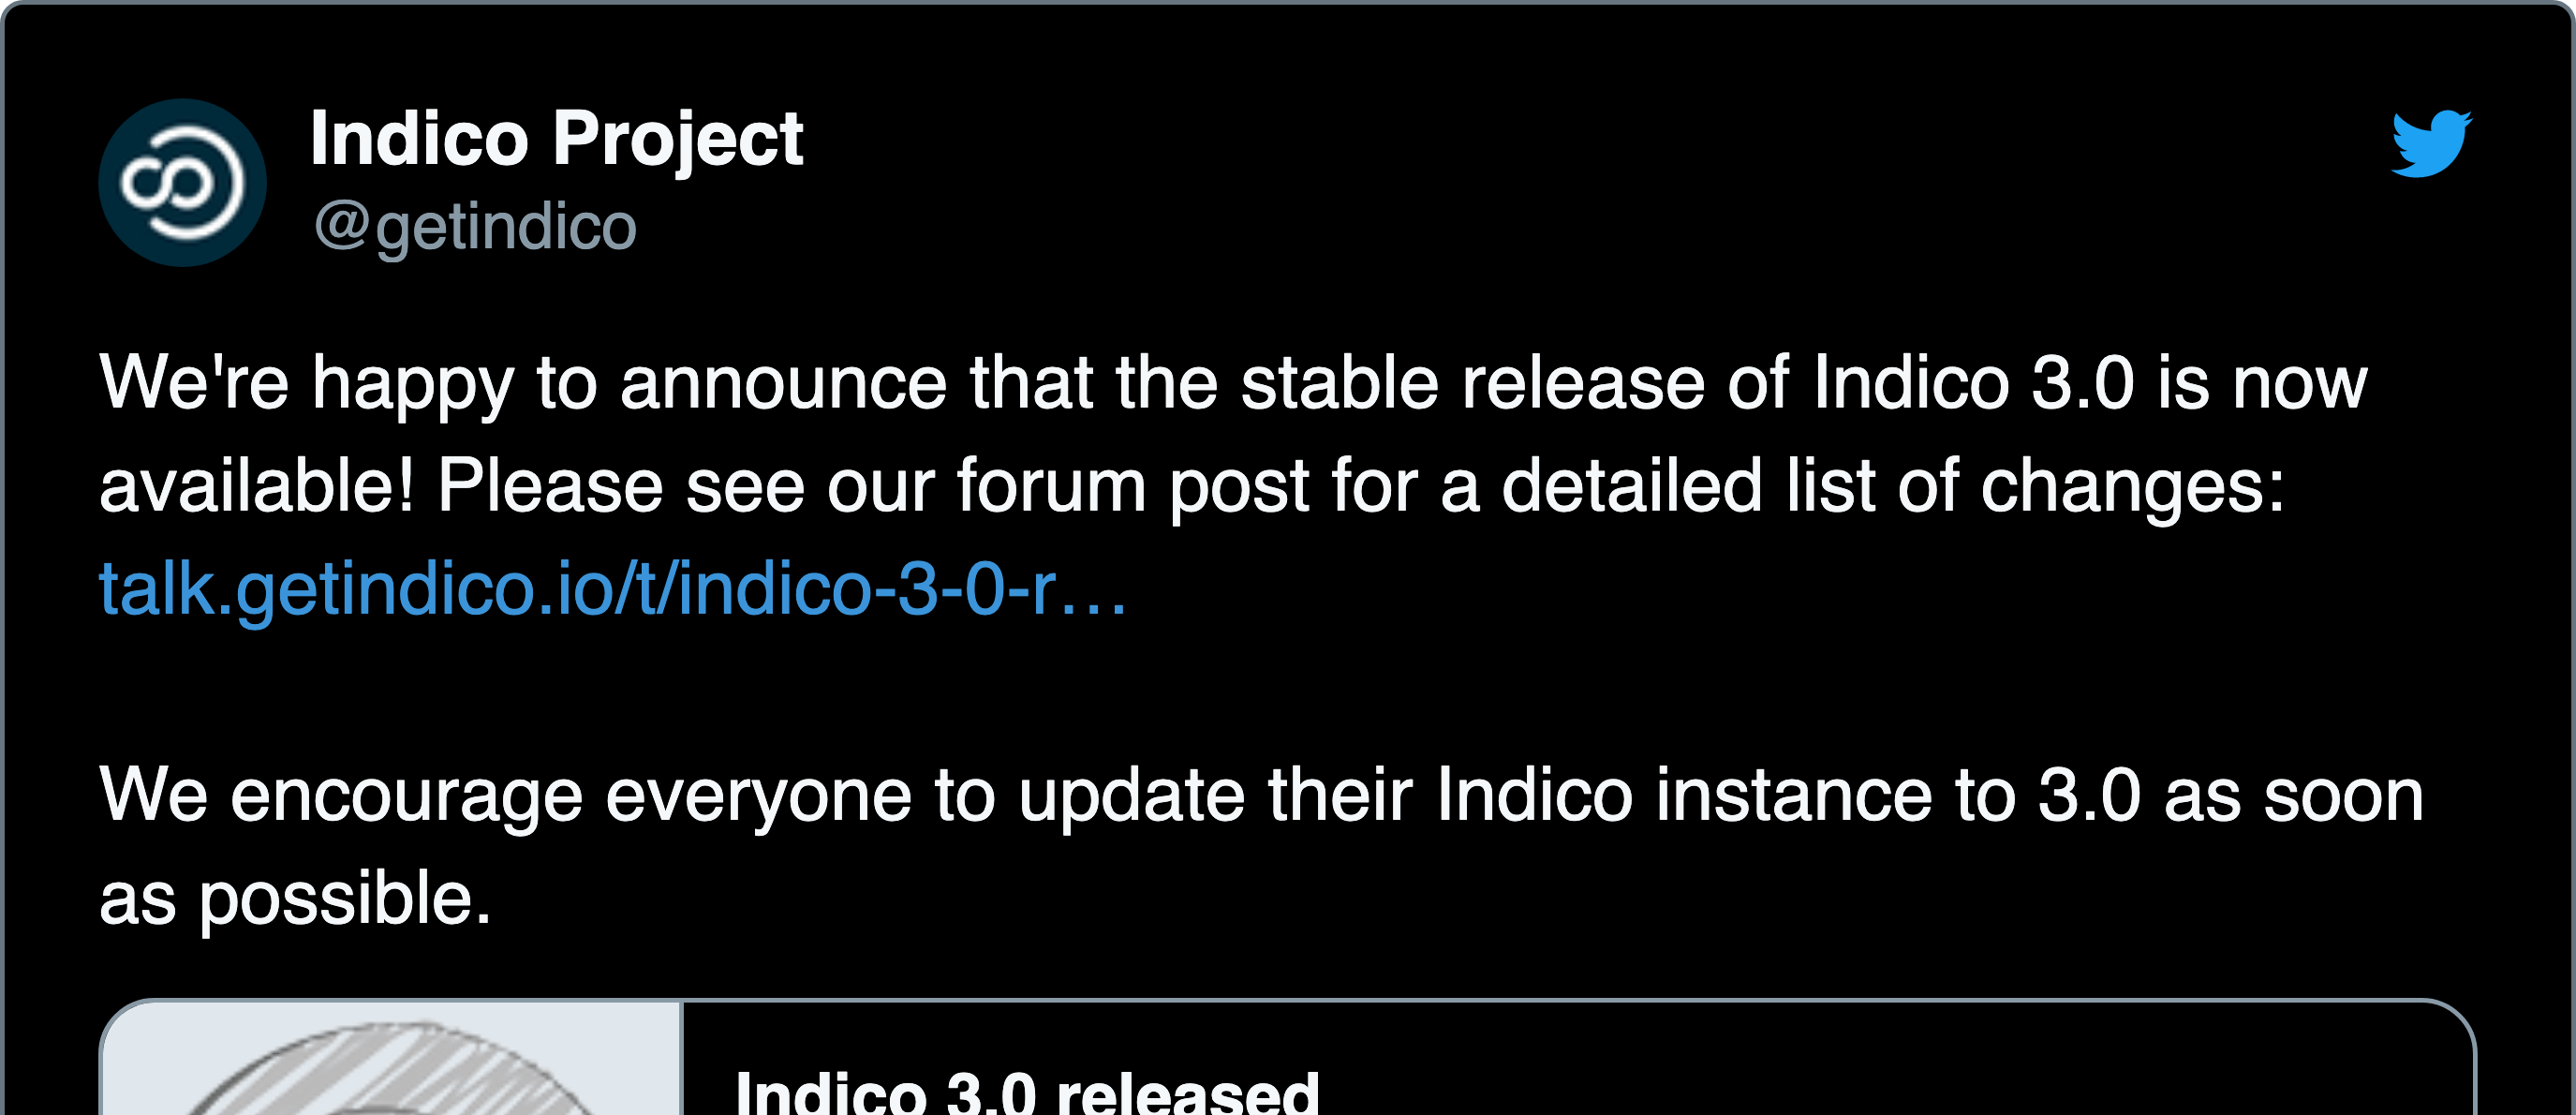 Indico Project
@getindico
We're happy to announce that the stable release of Indico 3.0 is now
available! Please see our forum post for a detailed list of changes:
talk.getindico.io/t/indico-3-0-r…
We encourage everyone to update their Indico instance to 3.0 as soon
as possible.
Indico 3.0 released